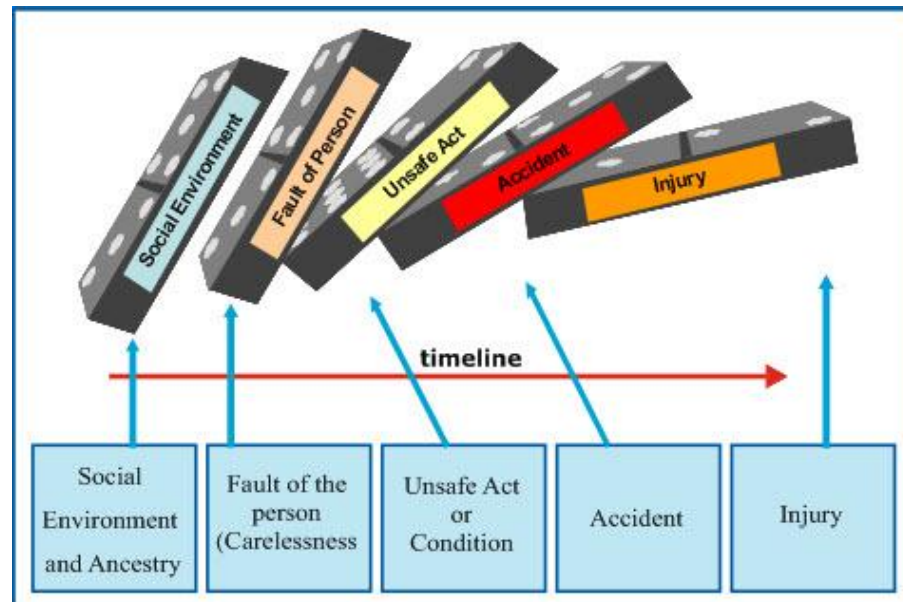 Social Environment
Fault of Person
Unsafe Act
Accident
Injury
timeline
Social
Environment
and Ancestry
Fault of the
person
(Carelessness
Unsafe Act
or
Condition
Accident
Injury